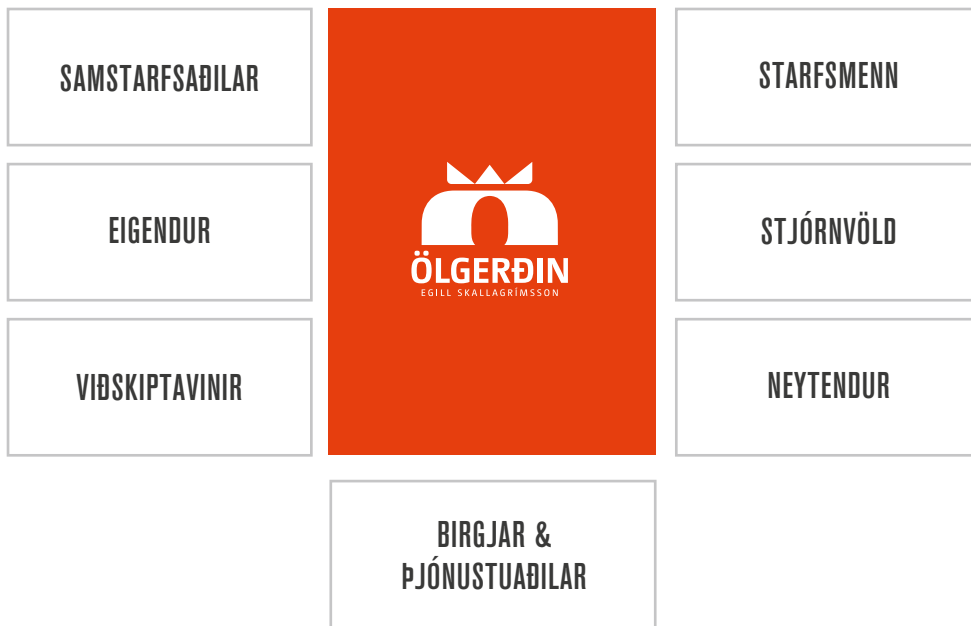 SAMSTARFSAÐILAR
EIGENDUR
VIÐSKIPTAVINIR
ÖLGERÐIN
EGILL SKALLAGRÍMSSON
STARFSMENN
STJÓRNVÖLD
NEYTENDUR
BIRGJAR &
ÞJÓNUSTUAÐILAR